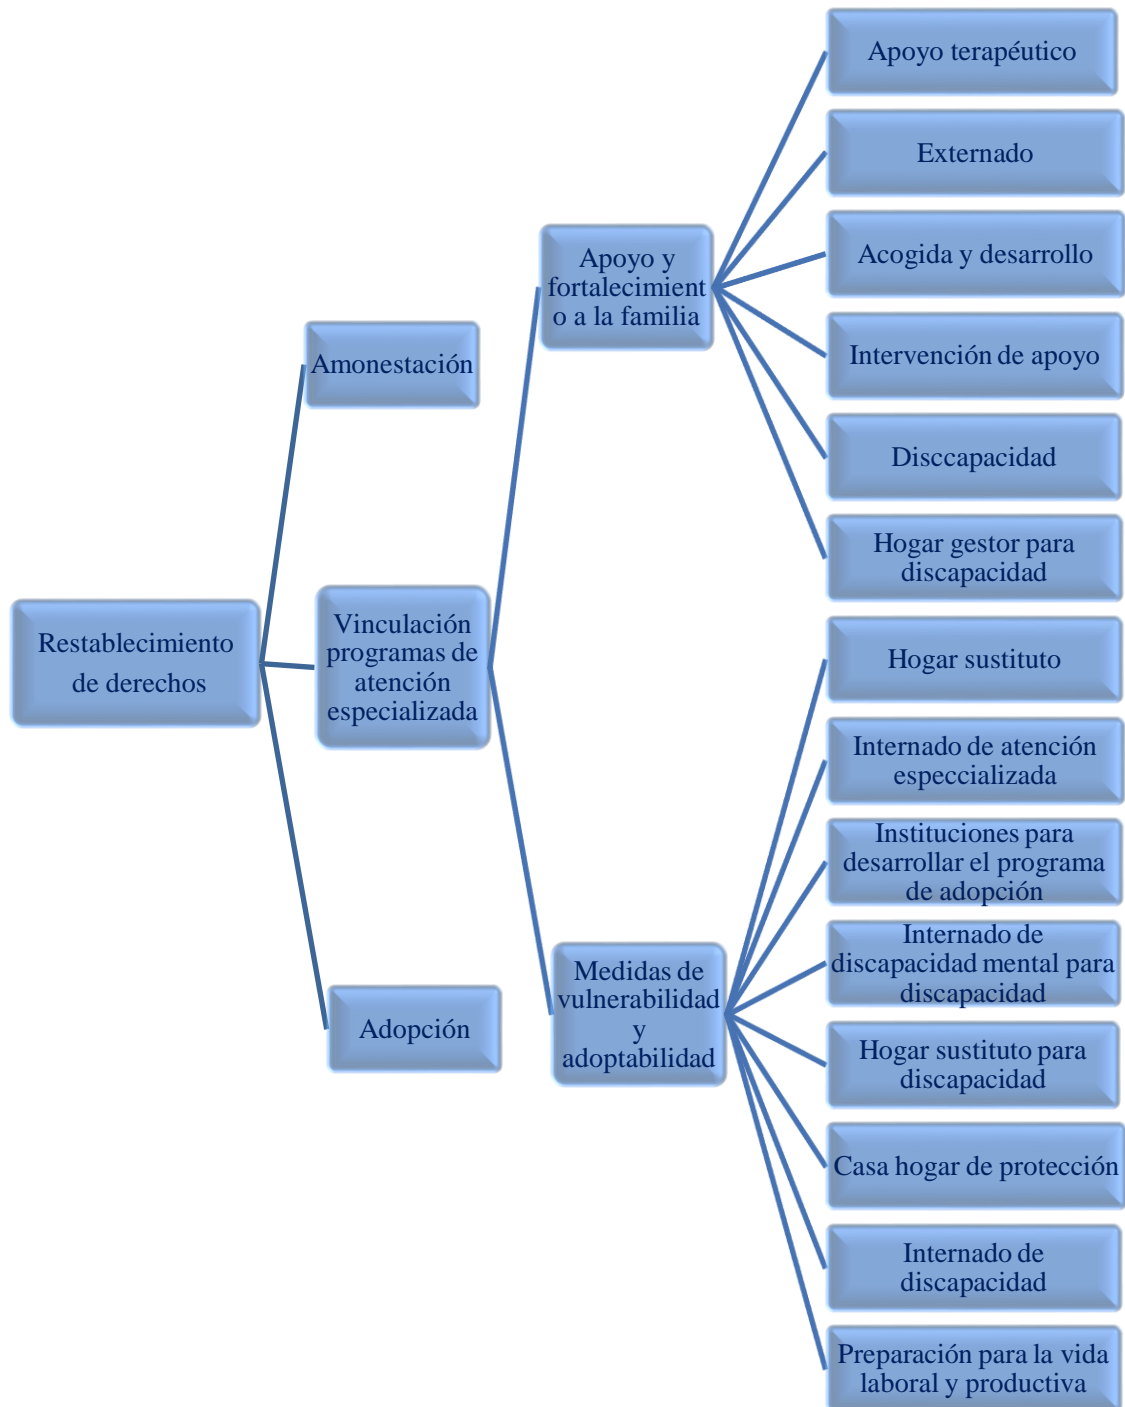 Restablecimiento
de derechos
Amonestación
Vinculación
programas de
atención
especializada
Adopción
Apoyo y
fortalecimient
o a la familia
Medidas de
vulnerabilidad
y
adoptabilidad
Apoyo terapéutico
Externado
Acogida y desarrollo
Intervención de apoyo
Disccapacidad
Hogar gestor para
discapacidad
Hogar sustituto
Internado de atención
especcializada
Instituciones para
desarrollar el programa
de adopción
Internado de
discapacidad mental para
discapacidad
Hogar sustituto para
discapacidad
Casa hogar de protección
Internado de
discapacidad
Preparación para la vida
laboral y productiva